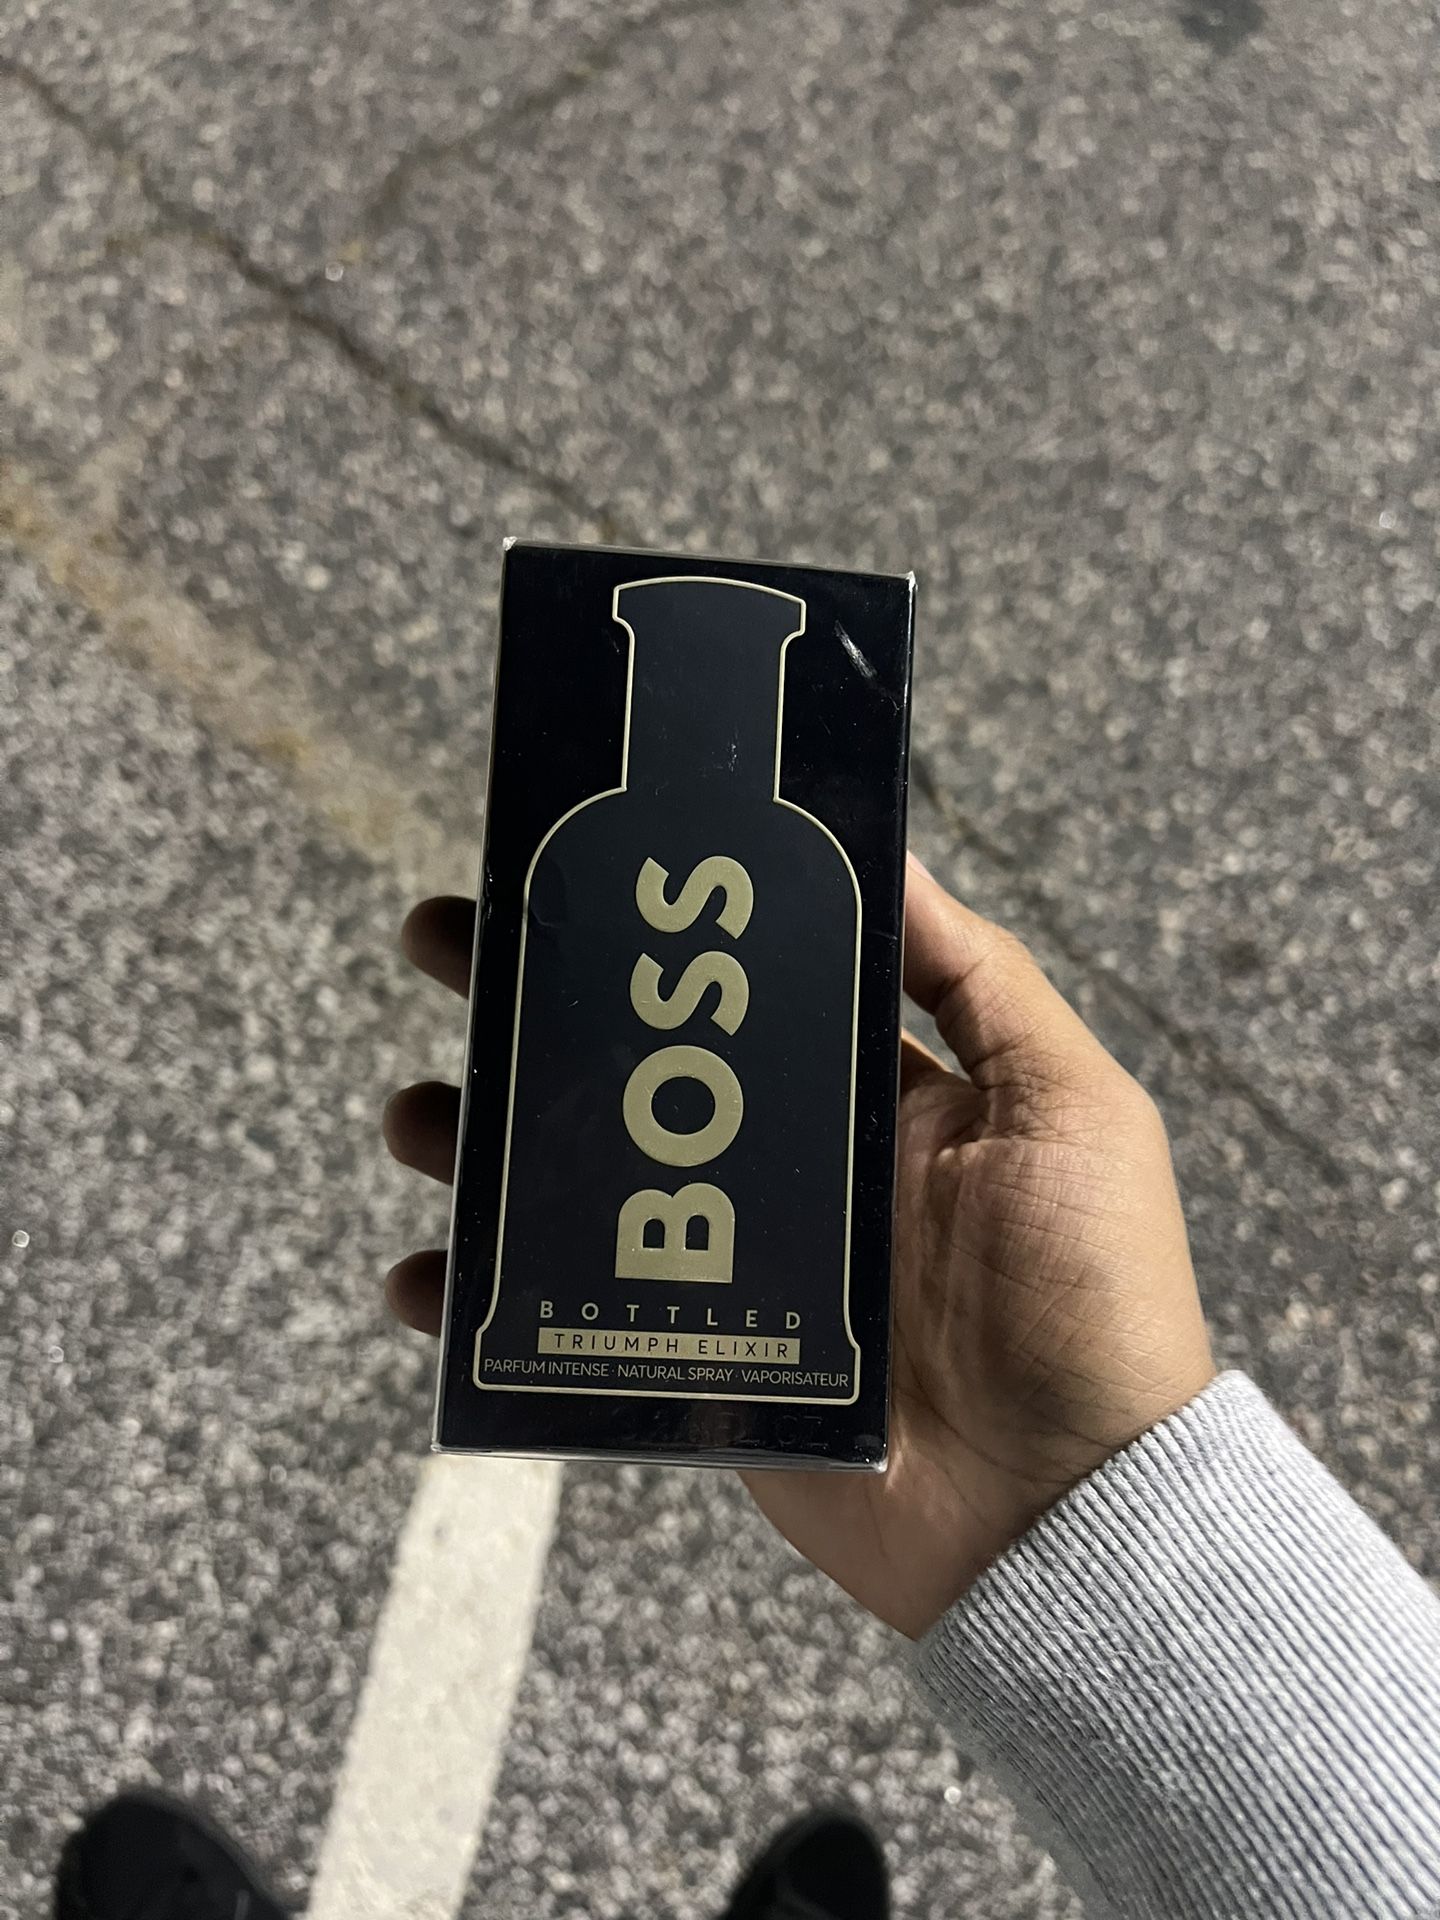 BOSS
BOTTLED
TRIUMPH ELIXIR
PARFUM INTENSE · NATURAL SPRAY · VAPORISATEUR